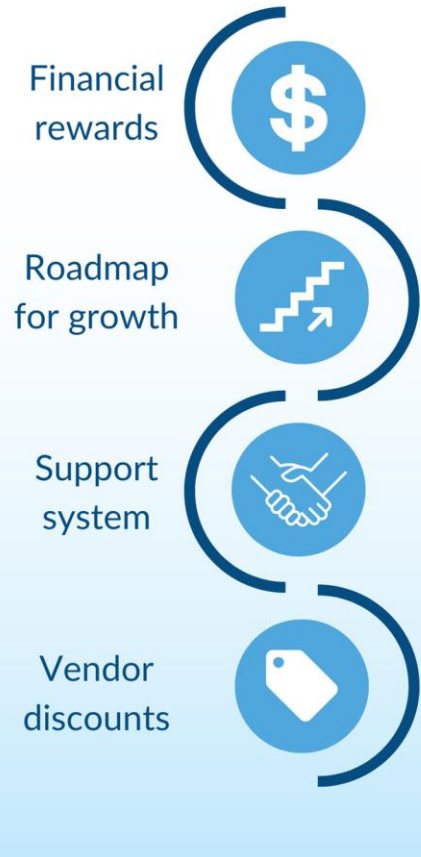 Financial
rewards
Roadmap
for growth
Support
system
Vendor
discounts